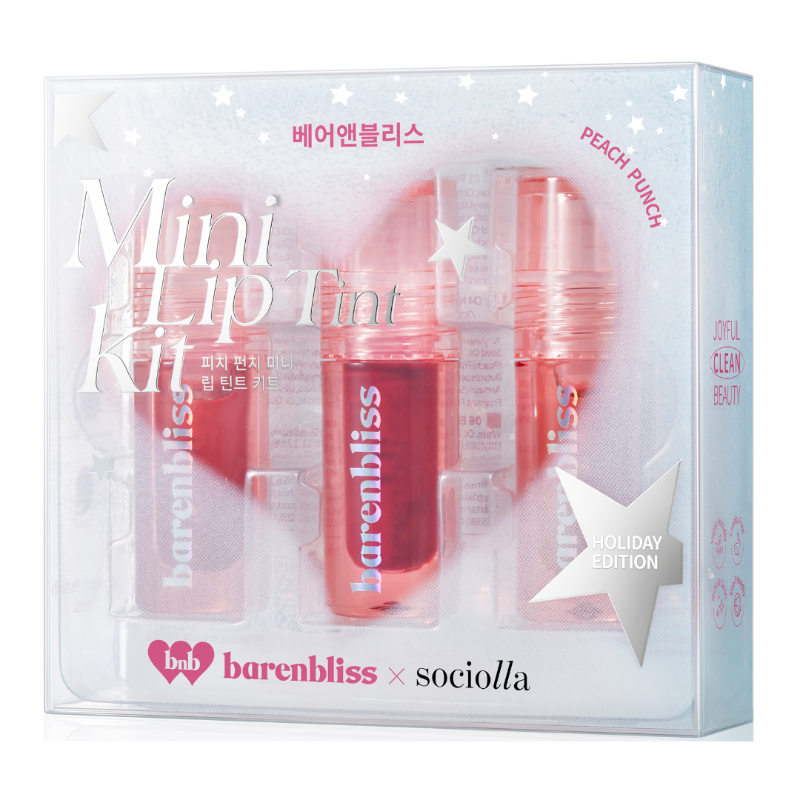 베어앤블리스
PEACH PUNCH
Mini
Lip Tint
Kit
피치 펀치 미니
립 틴트 키트
JOYFUL
CLEAN
BEAUTY
barenbliss
barenbliss
barenbliss
HOLIDAY
EDITION
bnb barenbliss × sociolla